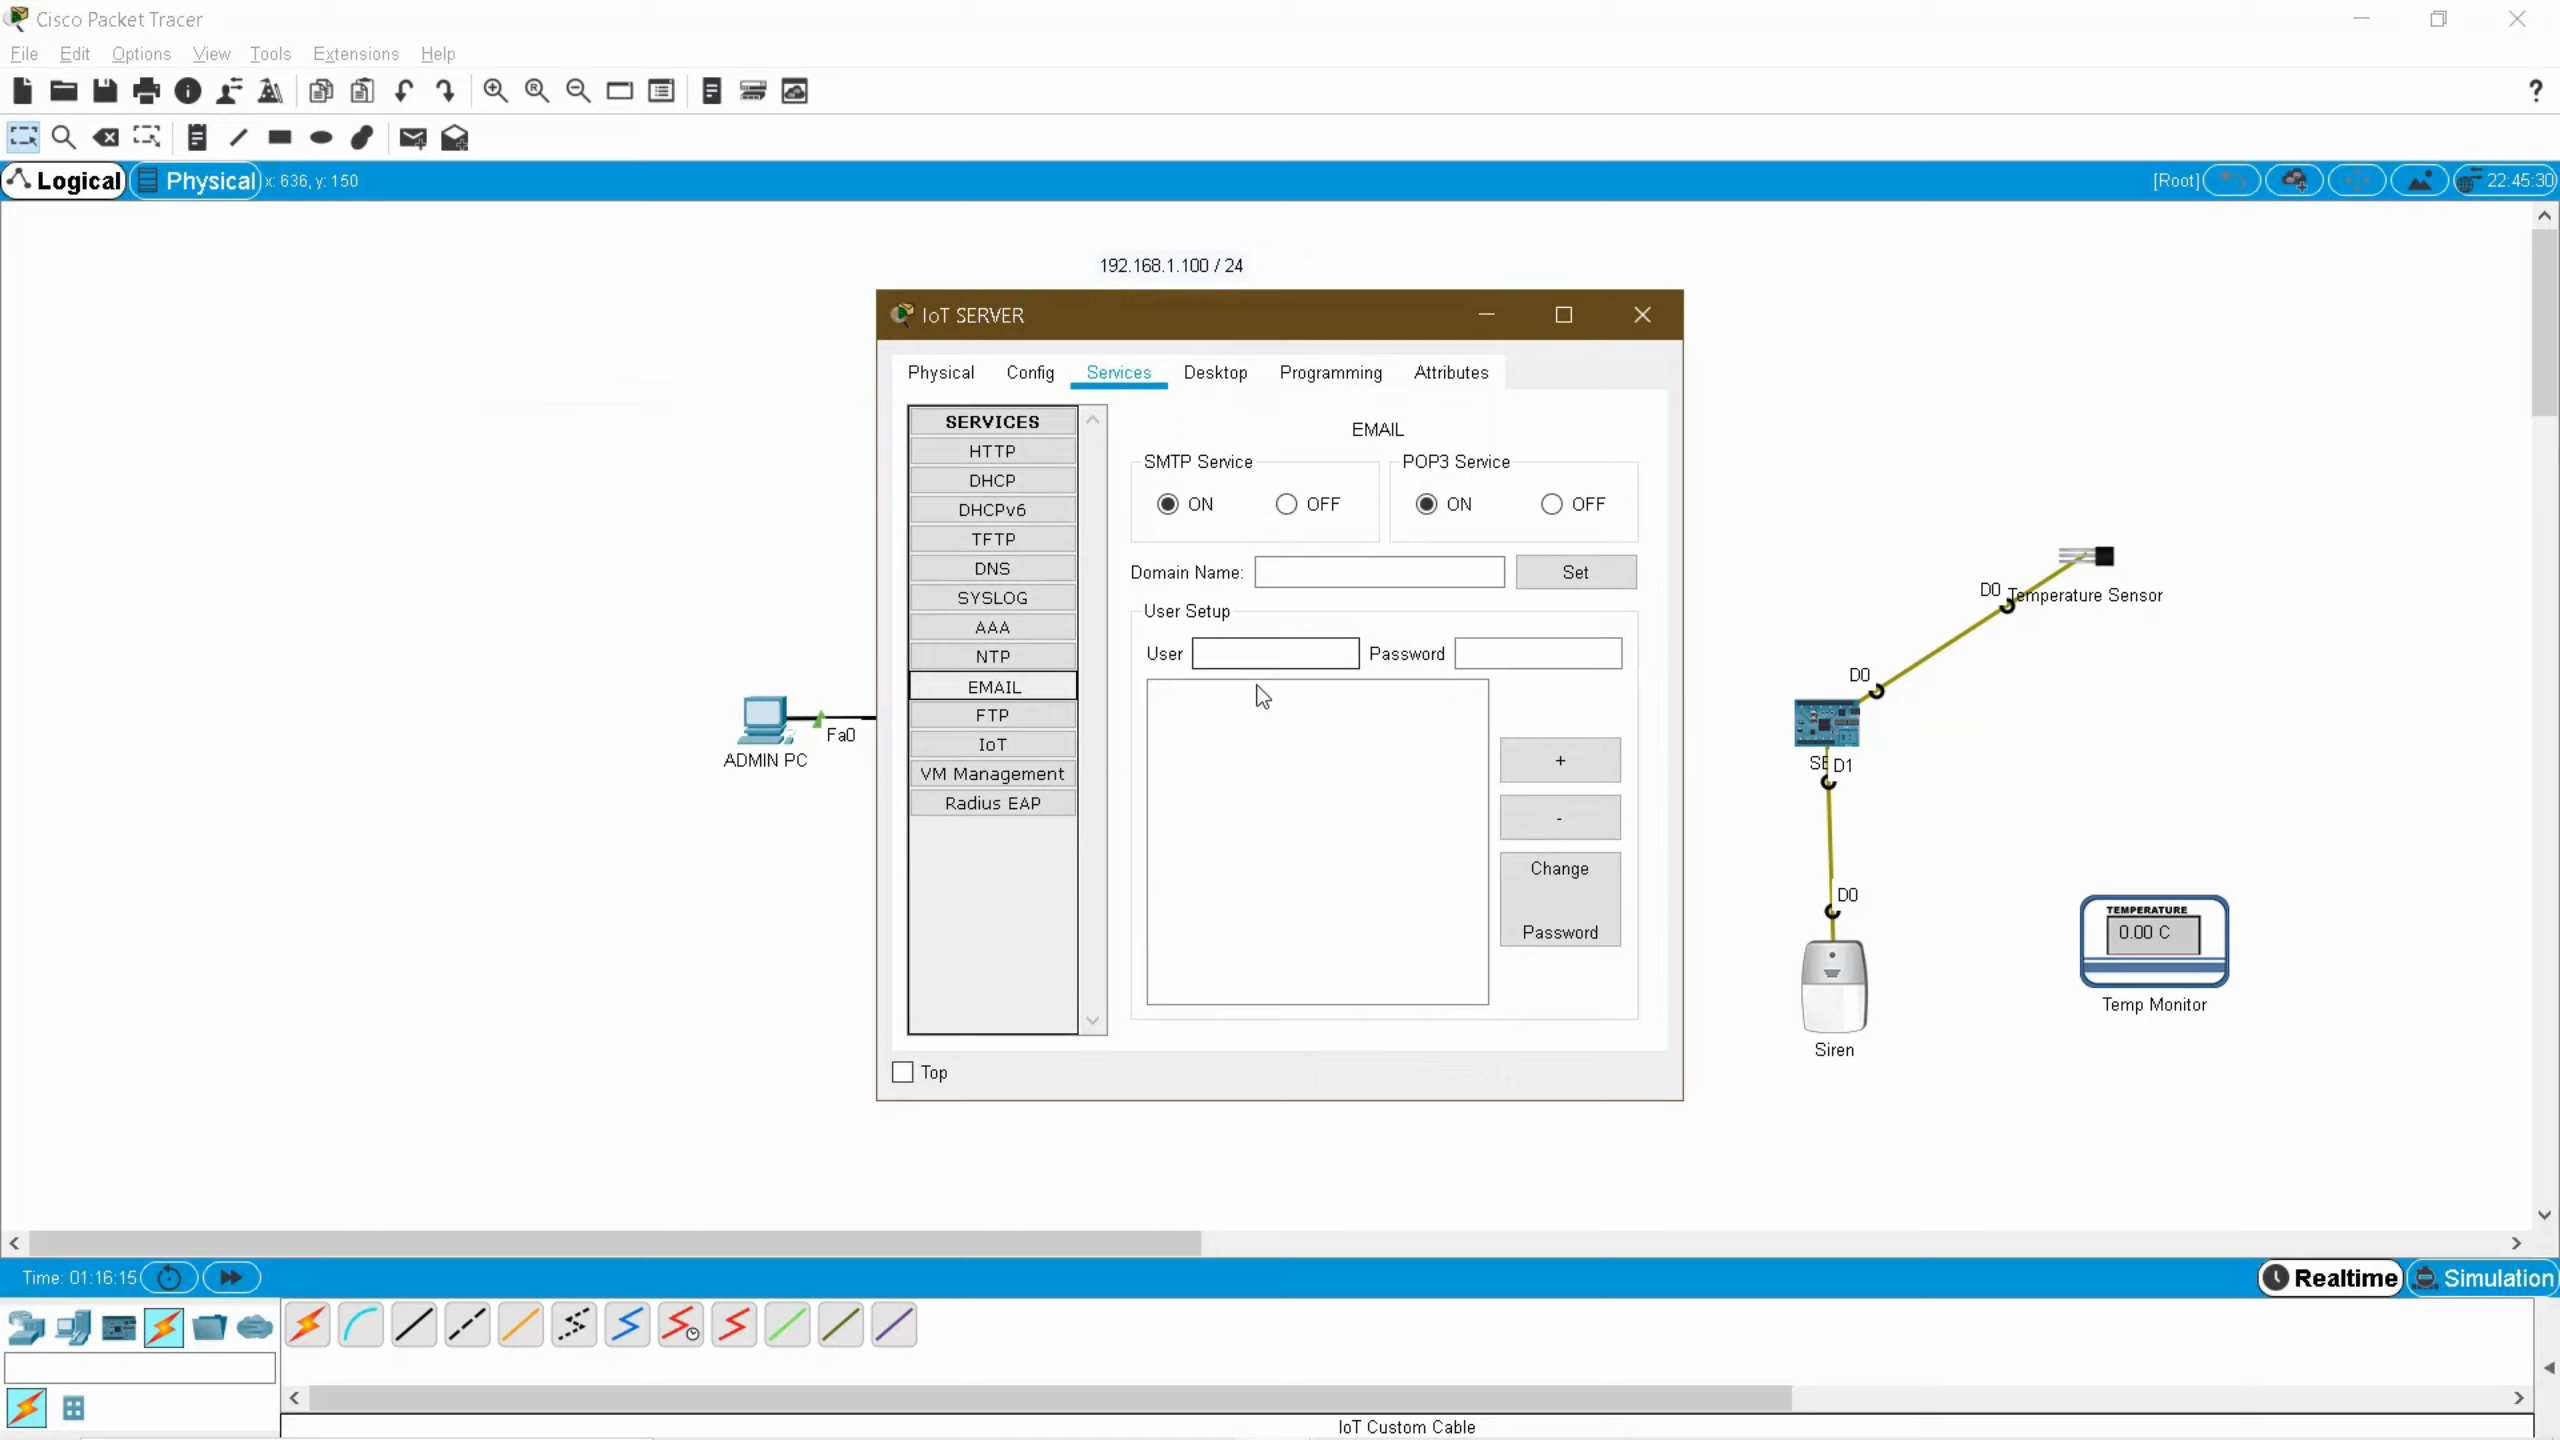 Cisco Packet Tracer
File Edit Options View Tools Extensions Help
?
Logical Physical x: 636, y: 150 [Root] 22:45:30
192.168.1.100 / 24
IoT SERVER
Physical Config Services Desktop Programming Attributes
SERVICES
HTTP
DHCP
DHCPv6
TFTP
DNS
SYSLOG
AAA
NTP
EMAIL
FTP
IoT
VM Management
Radius EAP
EMAIL
SMTP Service POP3 Service
ON OFF ON OFF
Domain Name: Set
User Setup
User Password
+
-
Change
Password
Top
Fa0
ADMIN PC
D0 Temperature Sensor
D0
D1
D0
Siren
TEMPERATURE
0.00 C
Temp Monitor
Time: 01:16:15 Realtime Simulation
IoT Custom Cable